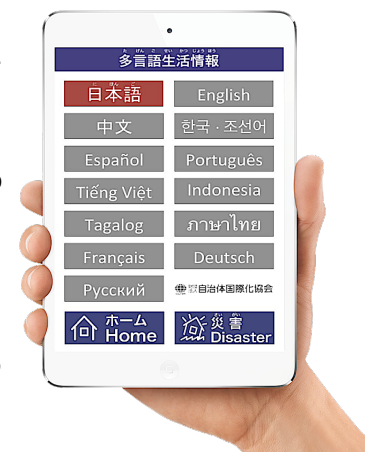 た げん ご せい かつ じょう ほう
多言語生活情報
に ほん ご
日本語
English
中文
한국·조선어
Español
Português
Tiếng Việt
Indonesia
Tagalog
ภาษาไทย
Français
Deutsch
Русский
自治体国際化協会
ホーム
Home
さい がい
災害
Disaster